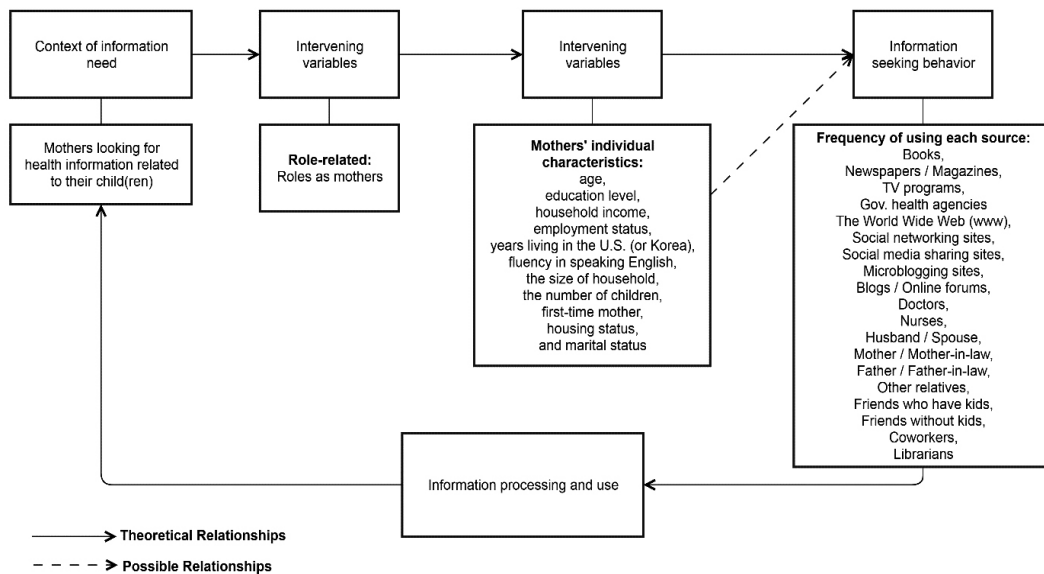 Context of information
need
Intervening
variables
Intervening
variables
Information
seeking behavior
Mothers looking for
health information related
to their child(ren)
Role-related:
Roles as mothers
Mothers' individual
characteristics:
age,
education level,
household income,
employment status,
years living in the U.S. (or Korea),
fluency in speaking English,
the size of household,
the number of children,
first-time mother,
housing status,
and marital status
Frequency of using each source:
Books,
Newspapers / Magazines,
TV programs,
Gov. health agencies
The World Wide Web (www),
Social networking sites,
Social media sharing sites,
Microblogging sites,
Blogs / Online forums,
Doctors,
Nurses,
Husband / Spouse,
Mother / Mother-in-law,
Father / Father-in-law,
Other relatives,
Friends who have kids,
Friends without kids,
Coworkers,
Librarians
Information processing and use
Theoretical Relationships
Possible Relationships